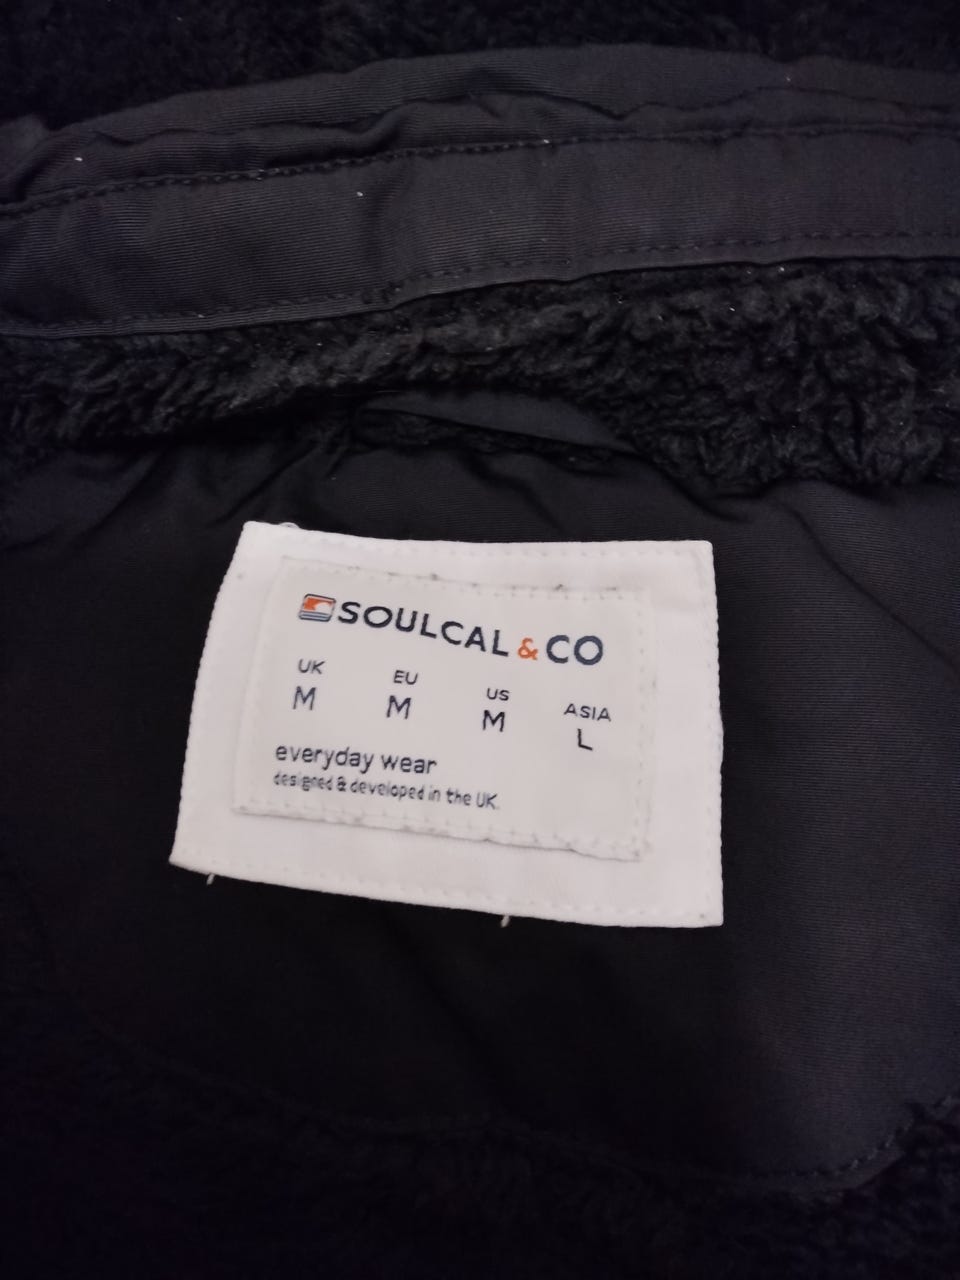 SOULCAL & CO
UK EU US ASIA
M M M L
everyday wear
designed & developed in the UK.